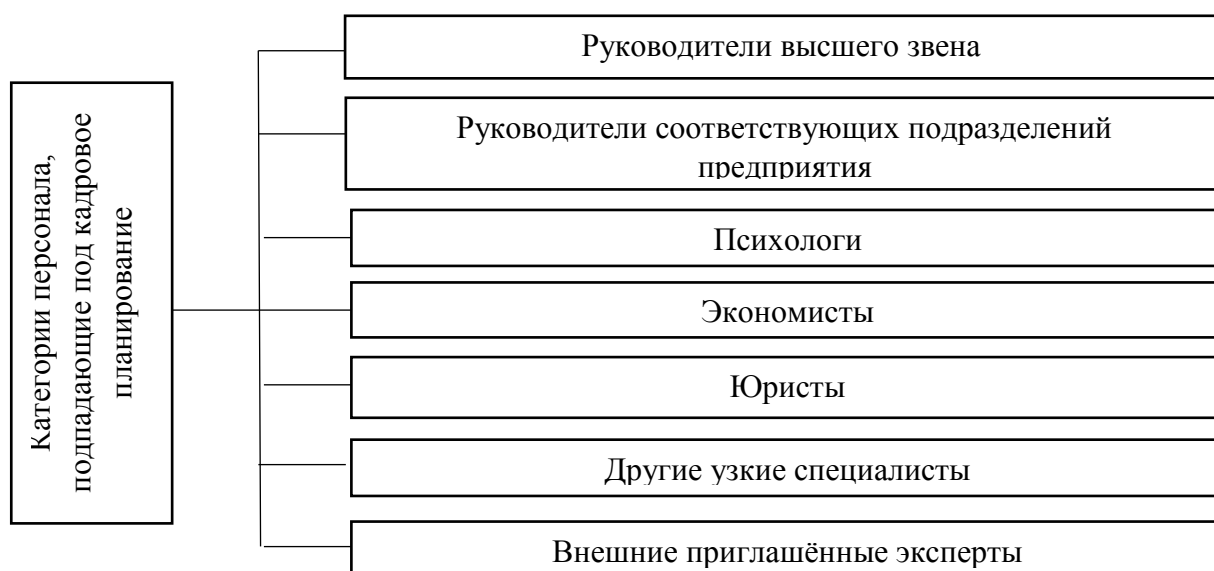 Категории персонала,
подпадающие под кадровое
планирование
Руководители высшего звена
Руководители соответствующих подразделений
предприятия
Психологи
Экономисты
Юристы
Другие узкие специалисты
Внешние приглашённые эксперты